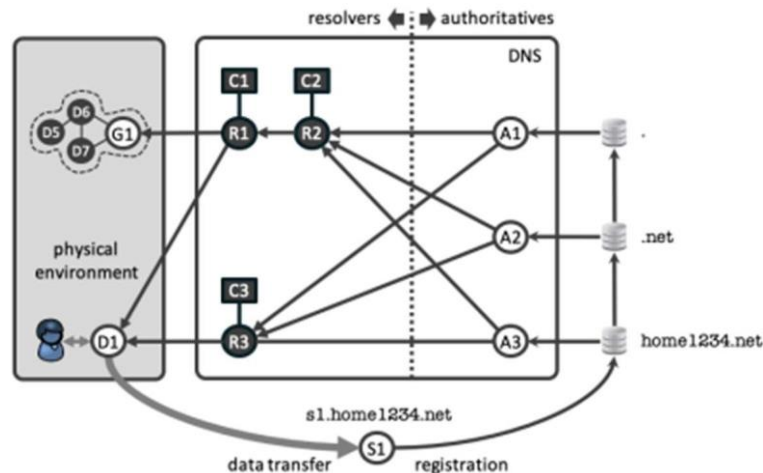 resolvers authoritatives
DNS
C1 C2
D6
D5 G1 R1 R2 A1 .
D7
physical
environment
A2 .net
C3
D1 R3 A3 home1234.net
s1.home1234.net
S1
data transfer registration